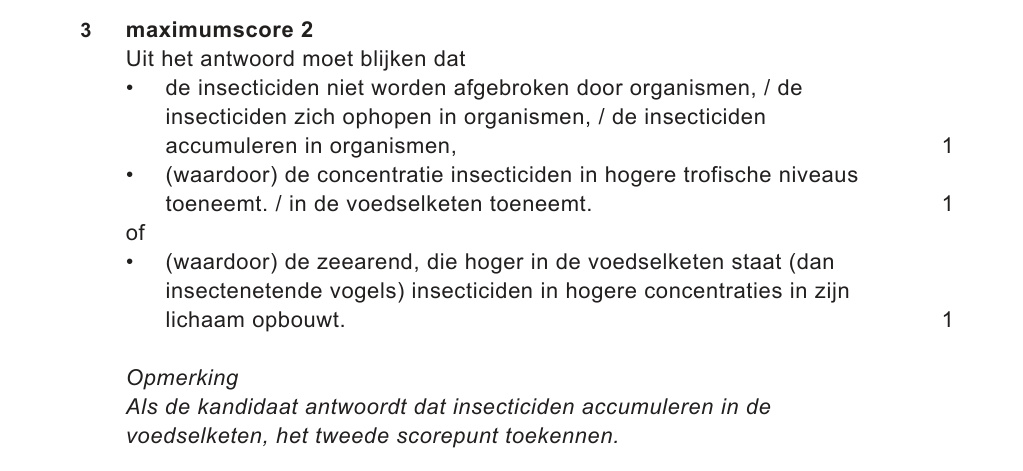 3 maximumscore 2
Uit het antwoord moet blijken dat
• de insecticiden niet worden afgebroken door organismen, / de
insecticiden zich ophopen in organismen, / de insecticiden
accumuleren in organismen, 1
• (waardoor) de concentratie insecticiden in hogere trofische niveaus
toeneemt. / in de voedselketen toeneemt. 1
of
• (waardoor) de zeearend, die hoger in de voedselketen staat (dan
insectenetende vogels) insecticiden in hogere concentraties in zijn
lichaam opbouwt. 1
Opmerking
Als de kandidaat antwoordt dat insecticiden accumuleren in de
voedselketen, het tweede scorepunt toekennen.